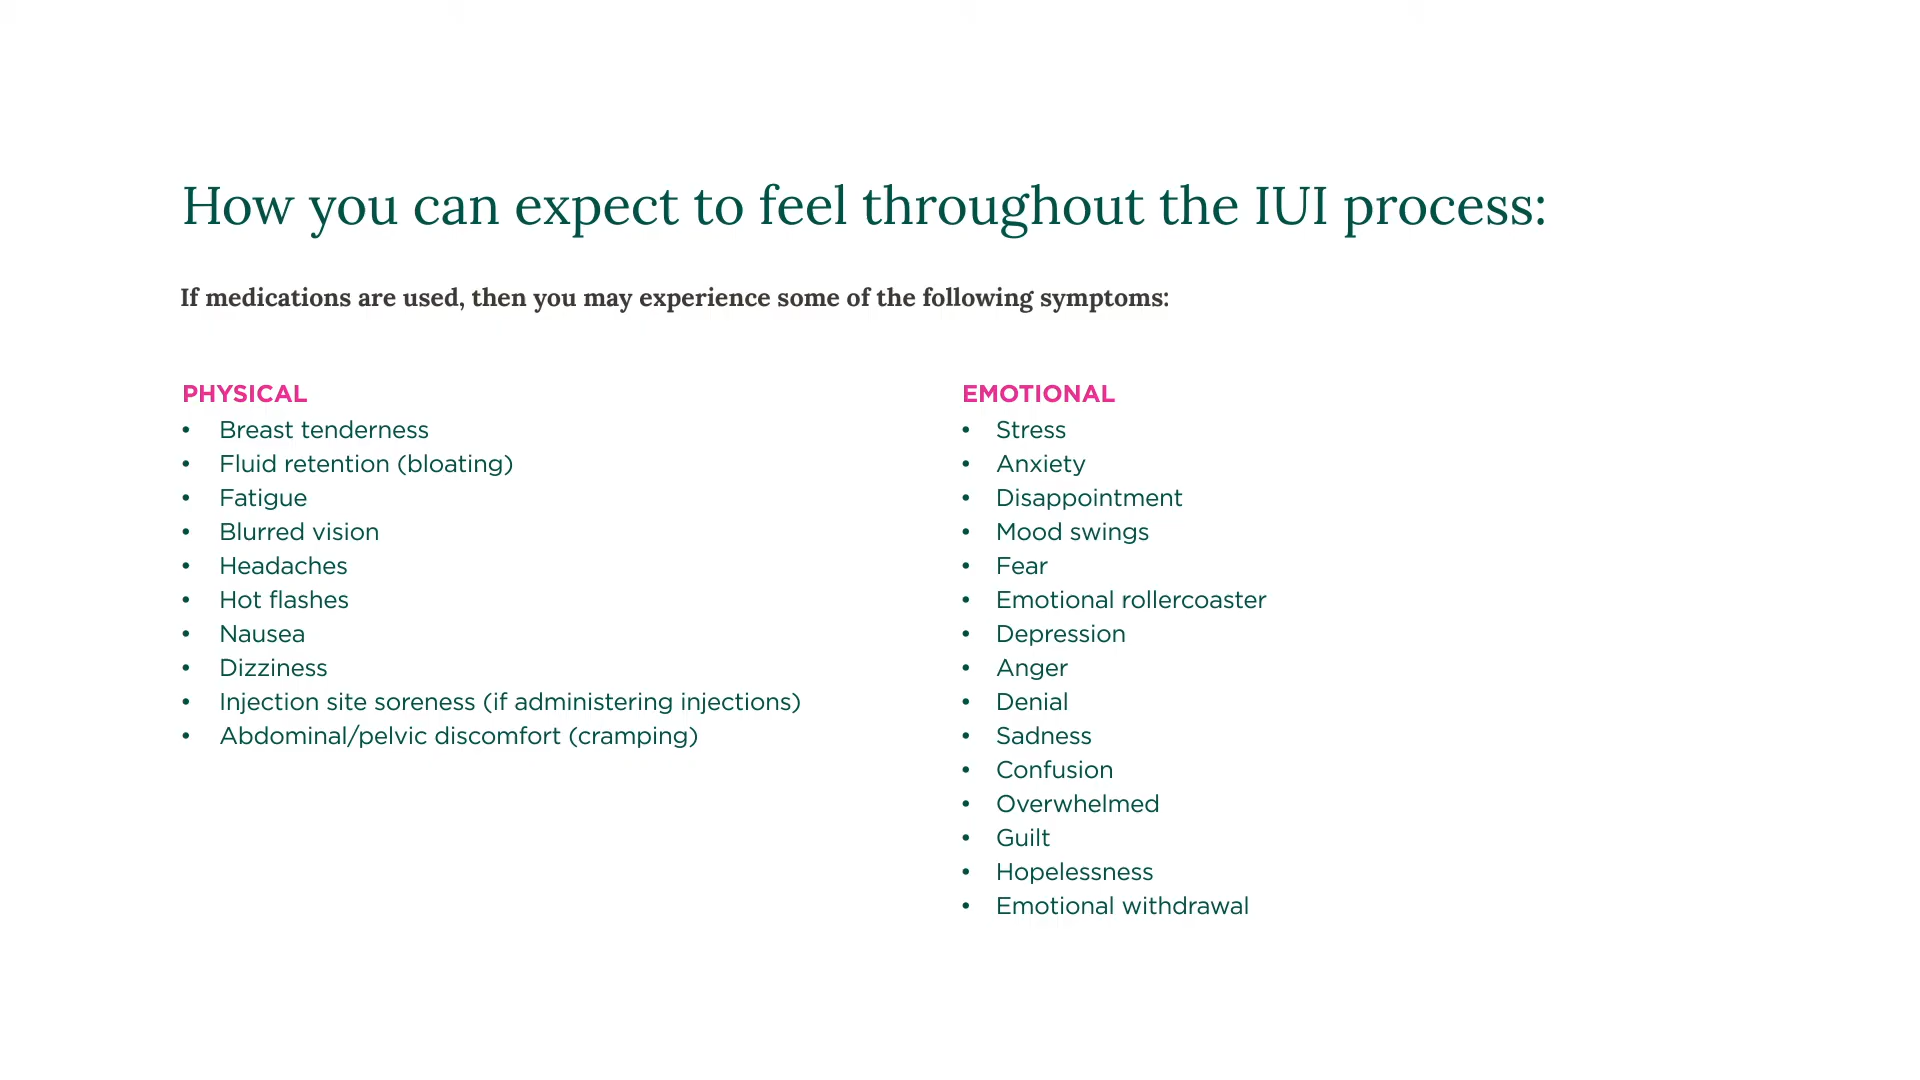 How you can expect to feel throughout the IUI process:
If medications are used, then you may experience some of the following symptoms:
PHYSICAL
• Breast tenderness
• Fluid retention (bloating)
• Fatigue
• Blurred vision
• Headaches
• Hot flashes
• Nausea
• Dizziness
• Injection site soreness (if administering injections)
• Abdominal/pelvic discomfort (cramping)
EMOTIONAL
• Stress
• Anxiety
• Disappointment
• Mood swings
• Fear
• Emotional rollercoaster
• Depression
• Anger
• Denial
• Sadness
• Confusion
• Overwhelmed
• Guilt
• Hopelessness
• Emotional withdrawal